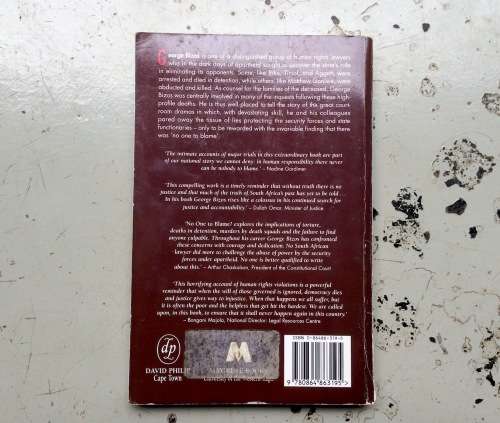 George Bizos is one of a distinguished group of human rights lawyers
who in the dark days of apartheid sought to uncover the state's role
in eliminating its opponents. Some, like Biko, Timol, and Aggett, were
arrested and died in detention, while others, like Matthew Goniwe, were
abducted and killed. As counsel for the families of the deceased, George
Bizos was centrally involved in many of the inquests following these high-
profile deaths. He is thus well placed to tell the story of the great court-
room dramas in which, with devastating skill, he and his colleagues
pared away the tissue of lies protecting the security forces and state
functionaries – only to be rewarded with the invariable finding that there
was 'no one to blame'.
'The intimate accounts of major trials in this extraordinary book are part
of our national story we cannot deny: in human responsibility there never
can be nobody to blame.' – Nadine Gordimer
'This compelling work is a timely reminder that without truth there is no
justice and that much of the truth of South Africa's past has yet to be told ...
In his book George Bizos rises like a colossus in his continued search for
justice and accountability.' – Dullah Omar, Minister of Justice
'No One to Blame? explores the implications of torture,
deaths in detention, murders by death squads and the failure to find
anyone culpable. Throughout his career George Bizos has confronted
these concerns with courage and dedication. No South African
lawyer did more to challenge the abuse of power by the security
forces under apartheid. No one is better qualified to write
about this.' – Arthur Chaskalson, President of the Constitutional Court
'This horrifying account of human rights violations is a powerful
reminder that when the will of those governed is ignored, democracy dies
and justice gives way to injustice. When that happens we all suffer, but
it is often the poor and the helpless that get hit the hardest. We are called
upon, in this book, to ensure that it shall never happen again in this country.'
– Bongani Majola, National Director: Legal Resources Centre
dp
DAVID PHILIP
Cape Town
M
MAYIBUYE BOOKS
University of the Western Cape
ISBN 0-86486-319-5
9 780864 863195 >